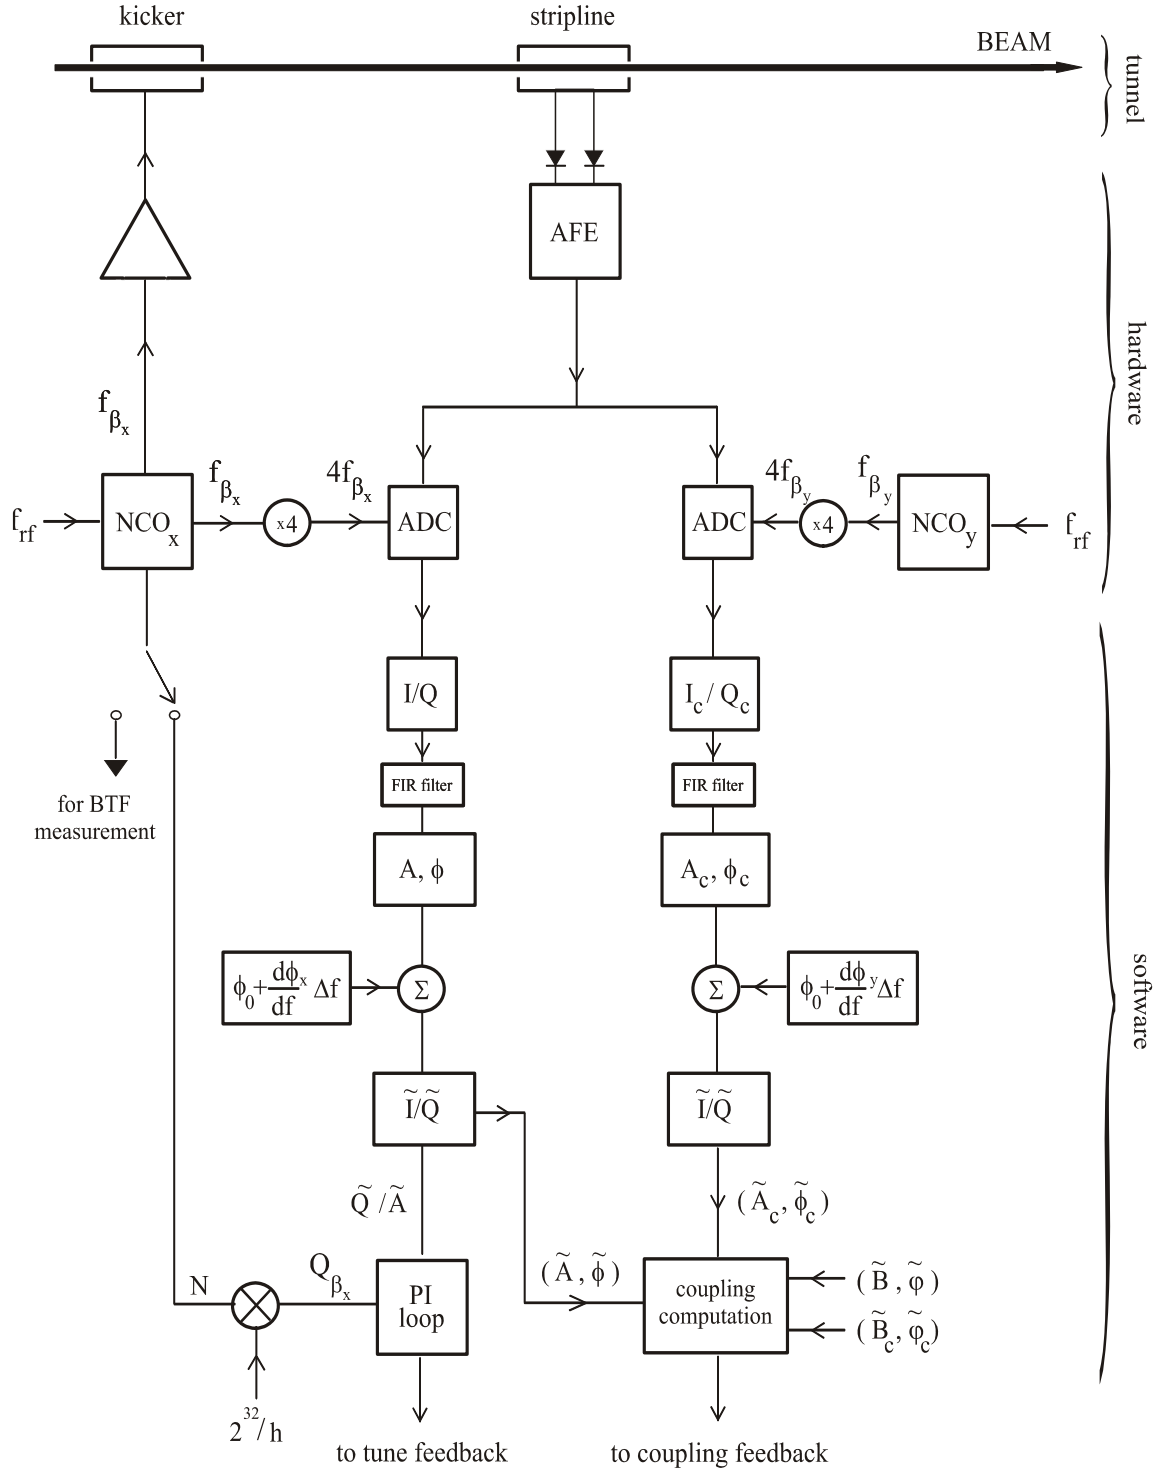 kicker
stripline
BEAM
tunnel
AFE
hardware
f_βx
f_βx
4f_βx
4f_βy
f_βy
f_rf
NCO_x
x4
ADC
ADC
x4
NCO_y
f_rf
I/Q
I_c / Q_c
FIR filter
FIR filter
for BTF
measurement
A, ϕ
A_c, ϕ_c
software
ϕ_0 + dϕ_x/df Δf
Σ
Σ
ϕ_0 + dϕ_y/df Δf
Ĩ/Q̃
Ĩ/Q̃
Q̃ /Ã
(Ã_c, ϕ̃_c)
N
Q_βx
PI
loop
(Ã, ϕ̃)
coupling
computation
(B̃, φ̃)
(B̃_c, φ̃_c)
2^32/h
to tune feedback
to coupling feedback